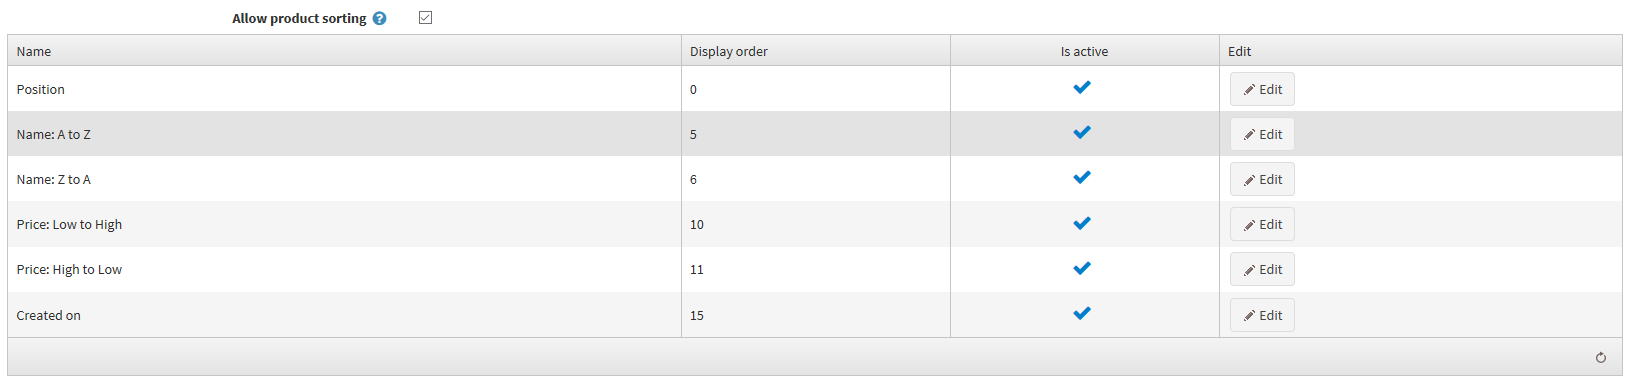 Allow product sorting ?
Name Display order Is active Edit
Position 0 Edit
Name: A to Z 5 Edit
Name: Z to A 6 Edit
Price: Low to High 10 Edit
Price: High to Low 11 Edit
Created on 15 Edit